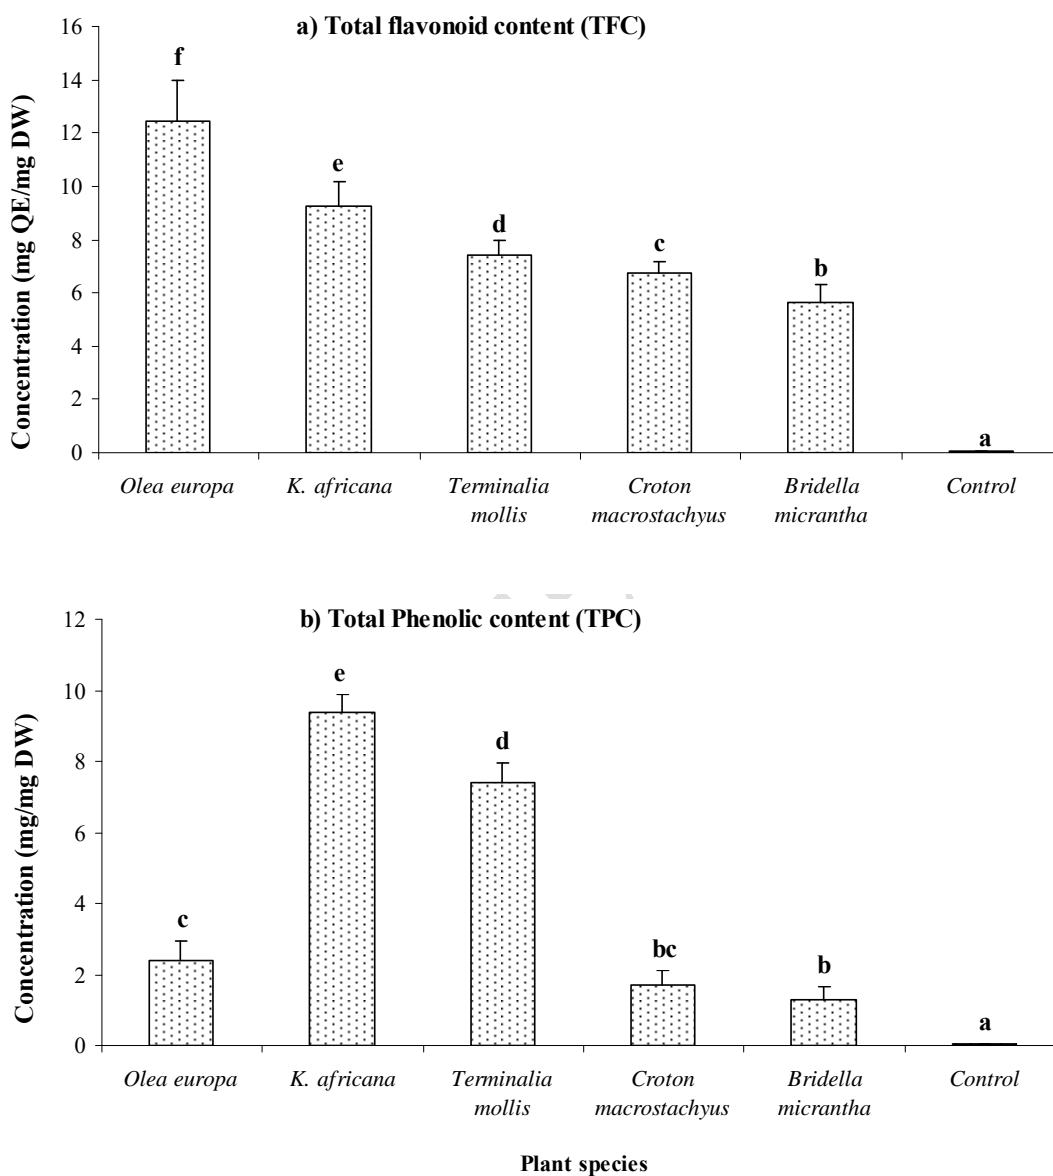 a) Total flavonoid content (TFC)
Concentration (mg QE/mg DW)
16
14
12
10
8
6
4
2
0
f
e
d
c
b
a
Olea europa
K. africana
Terminalia
mollis
Croton
macrostachyus
Bridella
micrantha
Control
b) Total Phenolic content (TPC)
Concentration (mg/mg DW)
12
10
8
6
4
2
0
c
e
d
bc
b
a
Olea europa
K. africana
Terminalia
mollis
Croton
macrostachyus
Bridella
micrantha
Control
Plant species